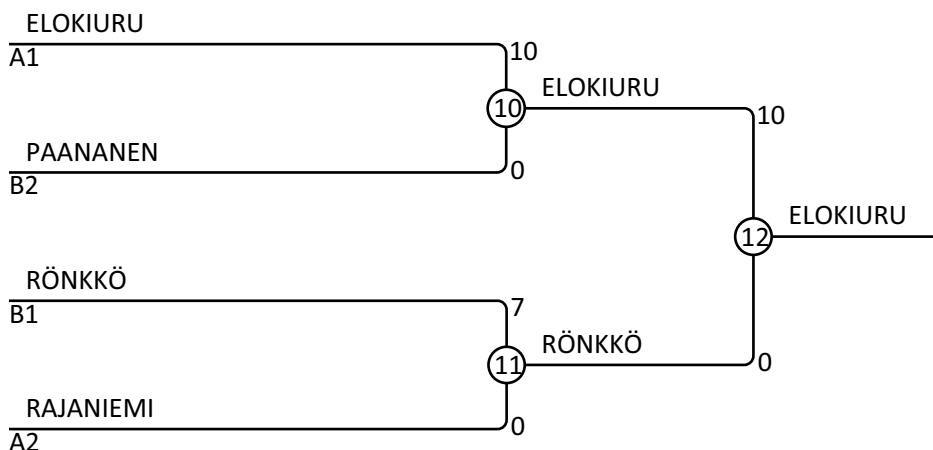 ELOKIURU
A1
10
10
ELOKIURU
10
PAANANEN
B2
0
12
ELOKIURU
RÖNKKÖ
B1
7
11
RÖNKKÖ
0
RAJANIEMI
A2
0